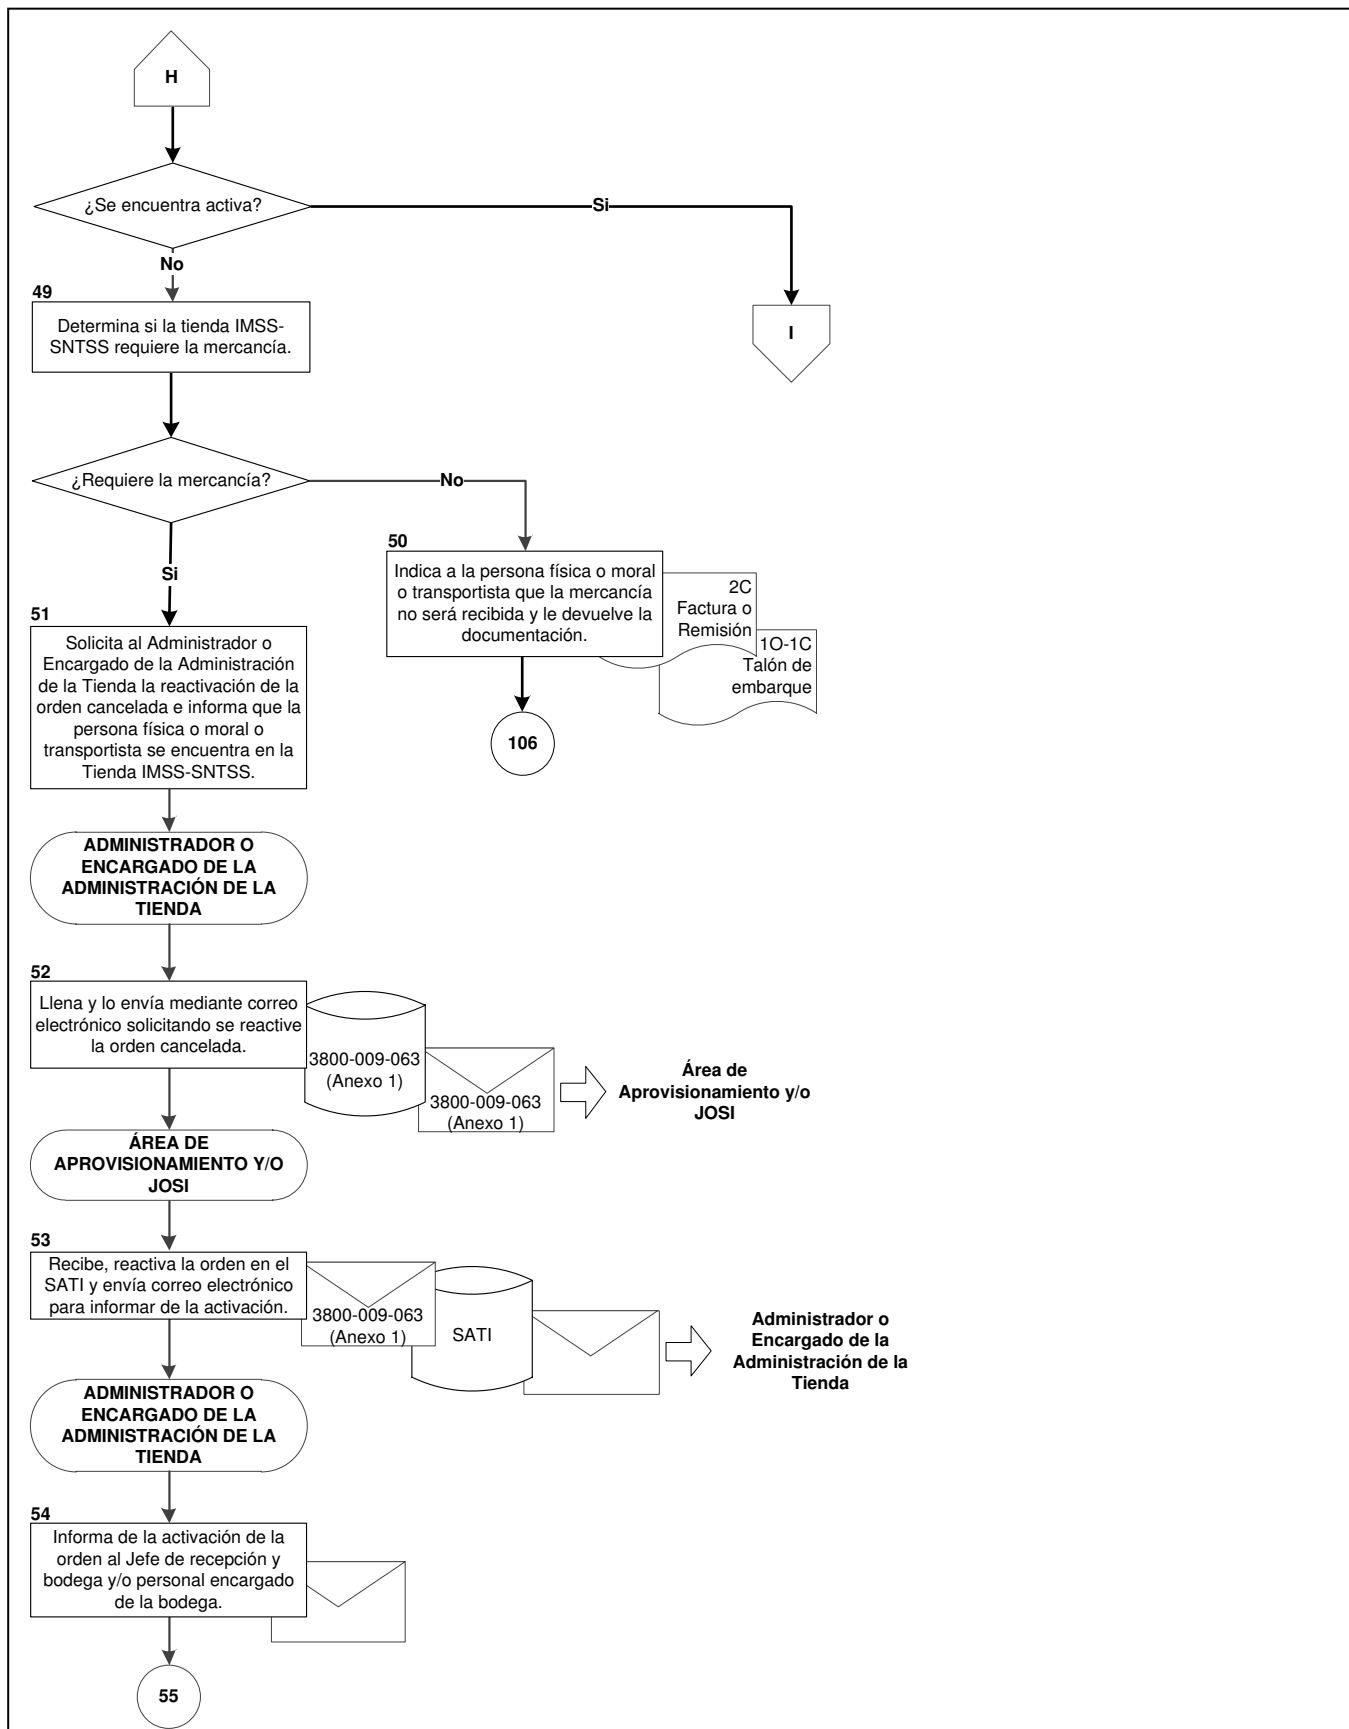 H
¿Se encuentra activa?
Si
No
I
49
Determina si la tienda IMSS-
SNTSS requiere la mercancía.
¿Requiere la mercancía?
No
Si
50
Indica a la persona física o moral
o transportista que la mercancía
no será recibida y le devuelve la
documentación.
2C
Factura o
Remisión
1O-1C
Talón de
embarque
106
51
Solicita al Administrador o
Encargado de la Administración
de la Tienda la reactivación de la
orden cancelada e informa que la
persona física o moral o
transportista se encuentra en la
Tienda IMSS-SNTSS.
ADMINISTRADOR O
ENCARGADO DE LA
ADMINISTRACIÓN DE LA
TIENDA
52
Llena y lo envía mediante correo
electrónico solicitando se reactive
la orden cancelada.
3800-009-063
(Anexo 1)
3800-009-063
(Anexo 1)
Área de
Aprovisionamiento y/o
JOSI
ÁREA DE
APROVISIONAMIENTO Y/O
JOSI
53
Recibe, reactiva la orden en el
SATI y envía correo electrónico
para informar de la activación.
3800-009-063
(Anexo 1)
SATI
Administrador o
Encargado de la
Administración de la
Tienda
ADMINISTRADOR O
ENCARGADO DE LA
ADMINISTRACIÓN DE LA
TIENDA
54
Informa de la activación de la
orden al Jefe de recepción y
bodega y/o personal encargado
de la bodega.
55